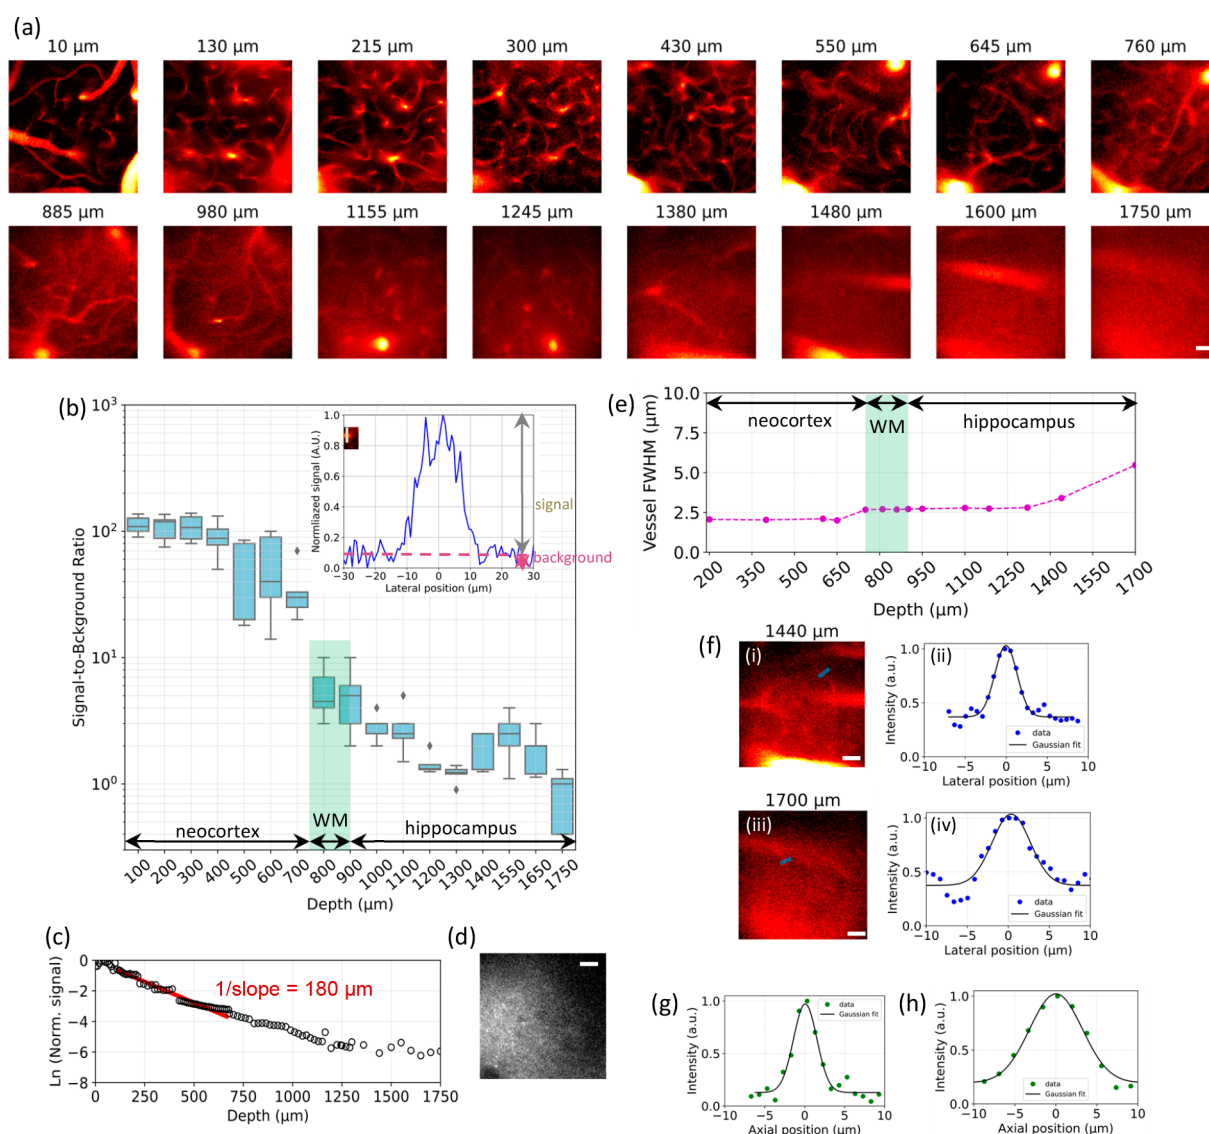 (a)
10 µm 130 µm 215 µm 300 µm 430 µm 550 µm 645 µm 760 µm
885 µm 980 µm 1155 µm 1245 µm 1380 µm 1480 µm 1600 µm 1750 µm
(b)
Signal-to-Bckground Ratio
10³
10²
10¹
10⁰
neocortex
WM
hippocampus
100 200 300 400 500 600 700 800 900 1000 1100 1200 1300 1400 1500 1650 1750
Depth (µm)
Normliazed signal (A.U.)
1.0
0.8
0.6
0.4
0.2
0.0
−30 −20 −10 0 10 20 30
Lateral position (µm)
signal
background
(e)
Vessel FWHM (µm)
10.0
7.5
5.0
2.5
0.0
neocortex
WM
hippocampus
200 350 500 650 800 950 1100 1250 1400 1550 1700
Depth (µm)
(f)
1440 µm
(i)
(ii)
Intensity (a.u.)
1.0
0.5
0.0
data
Gaussian fit
−10 −5 0 5 10
Lateral position (µm)
1700 µm
(iii)
(iv)
Intensity (a.u.)
1.0
0.5
0.0
data
Gaussian fit
−10 −5 0 5 10
Lateral position (µm)
(c)
Ln (Norm. signal)
0
−2
−4
−6
−8
1/slope = 180 µm
0 250 500 750 1000 1250 1500 1750
Depth (µm)
(d)
(g)
Intensity (a.u.)
1.0
0.5
0.0
data
Gaussian fit
−10 −5 0 5 10
Axial position (µm)
(h)
Intensity (a.u.)
1.0
0.5
0.0
data
Gaussian fit
−10 −5 0 5 10
Axial position (µm)